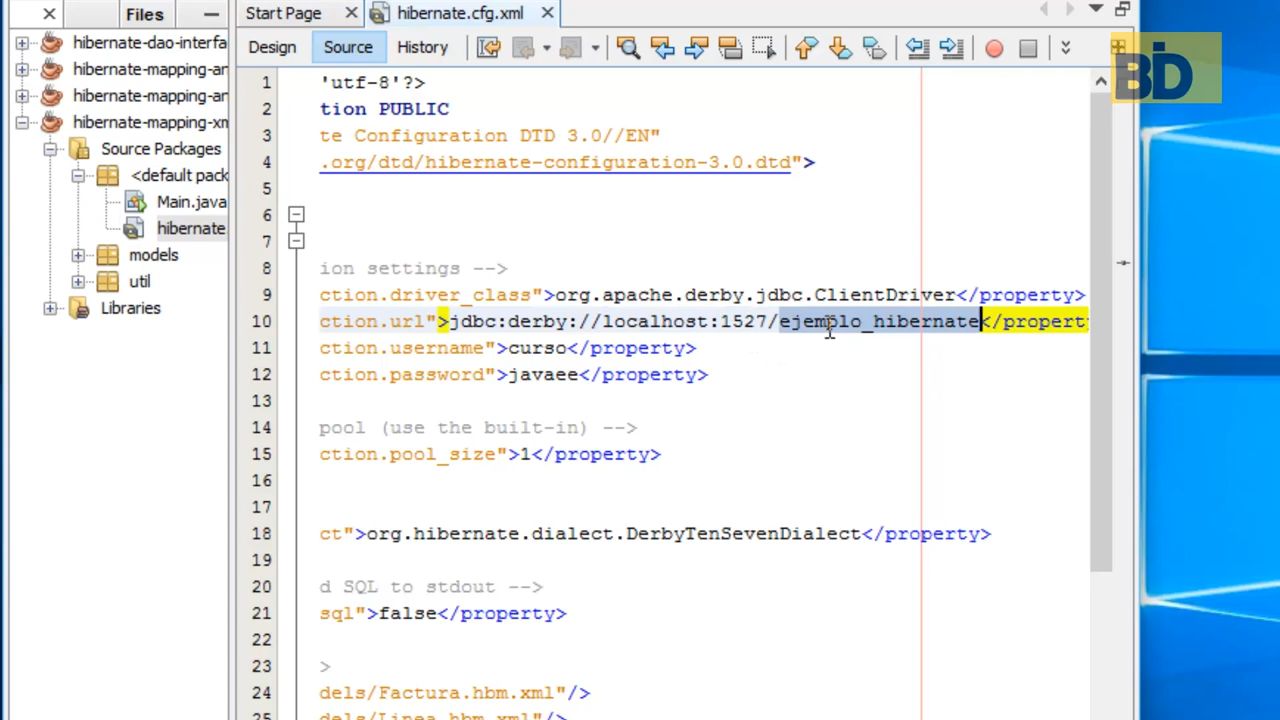 Files
Start Page
hibernate.cfg.xml
Design Source History
BID
hibernate-dao-interfa
hibernate-mapping-an
hibernate-mapping-an
hibernate-mapping-xm
Source Packages
<default pack
Main.java
hibernate
models
util
Libraries
1 'utf-8'?>
2 tion PUBLIC
3 te Configuration DTD 3.0//EN"
4 .org/dtd/hibernate-configuration-3.0.dtd">
5
6
7
8 ion settings -->
9 ction.driver_class">org.apache.derby.jdbc.ClientDriver</property>
10 ction.url">jdbc:derby://localhost:1527/ejemplo_hibernate</propert
11 ction.username">curso</property>
12 ction.password">javaee</property>
13
14 pool (use the built-in) -->
15 ction.pool_size">1</property>
16
17
18 ct">org.hibernate.dialect.DerbyTenSevenDialect</property>
19
20 d SQL to stdout -->
21 sql">false</property>
22
23 >
24 dels/Factura.hbm.xml"/>
25 dels/Linea.hbm.xml"/>